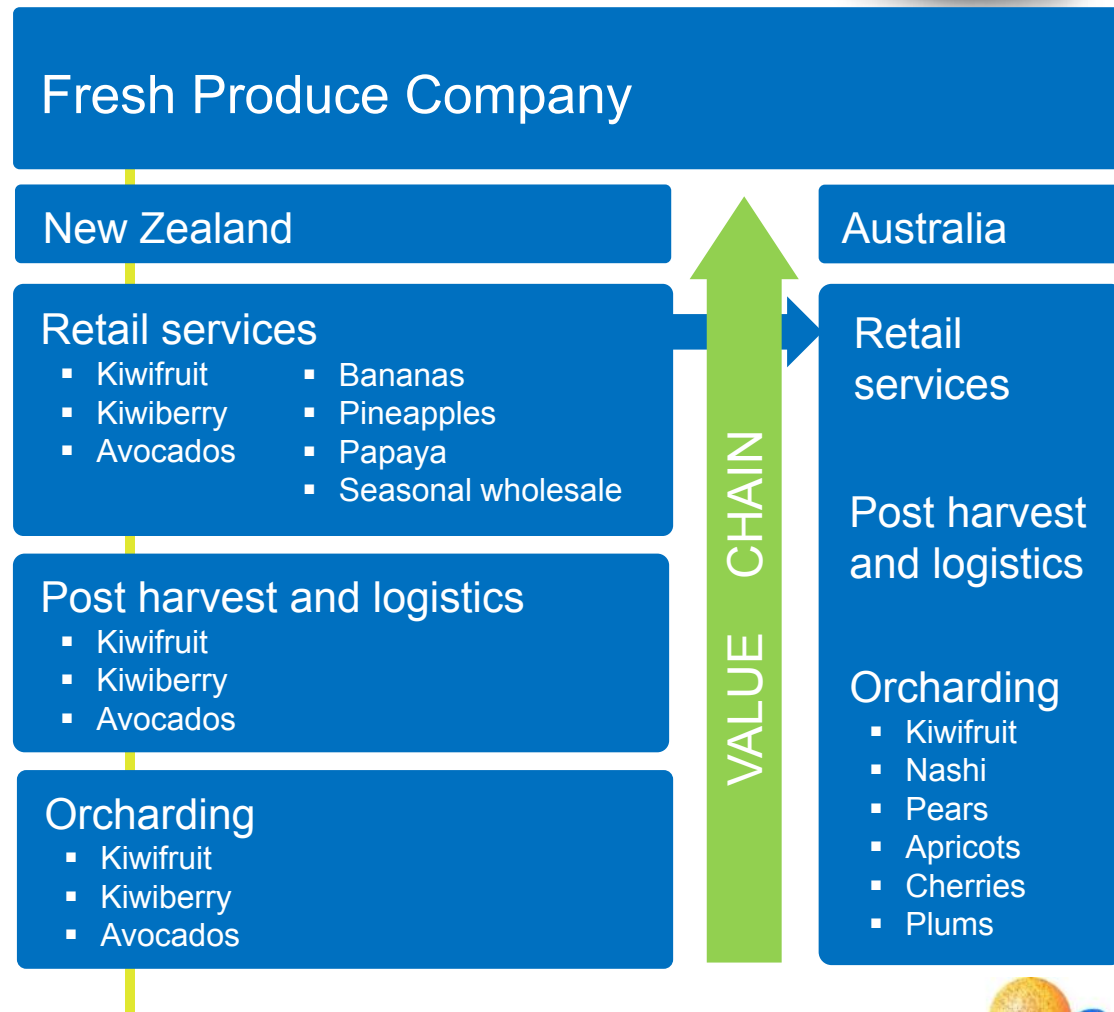 Fresh Produce Company
New Zealand
Australia
Retail services
▪ Kiwifruit
▪ Kiwiberry
▪ Avocados
▪ Bananas
▪ Pineapples
▪ Papaya
▪ Seasonal wholesale
Post harvest and logistics
▪ Kiwifruit
▪ Kiwiberry
▪ Avocados
Orcharding
▪ Kiwifruit
▪ Kiwiberry
▪ Avocados
VALUE CHAIN
Retail
services
Post harvest
and logistics
Orcharding
▪ Kiwifruit
▪ Nashi
▪ Pears
▪ Apricots
▪ Cherries
▪ Plums